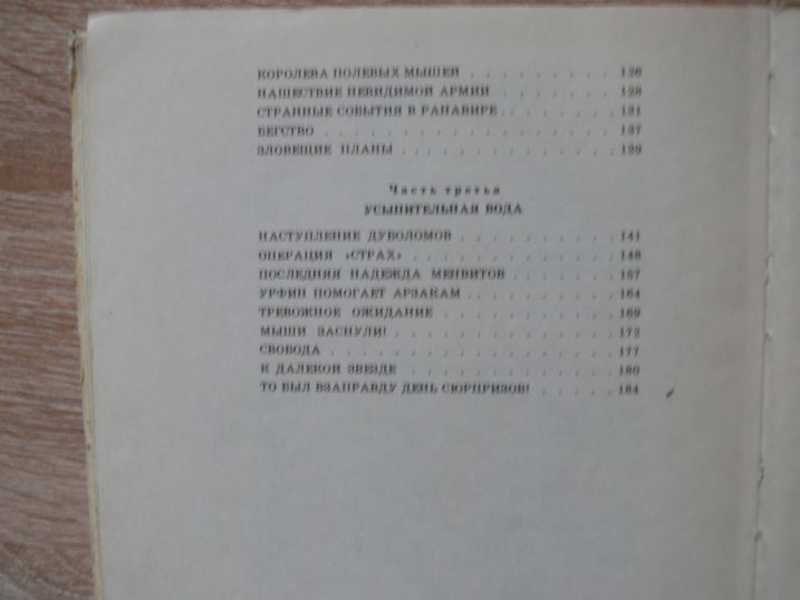 КОРОЛЕВА ПОЛЕВЫХ МЫШЕЙ . . . . . . . . . . 126
НАШЕСТВИЕ НЕВИДИМОЙ АРМИИ . . . . . . . . 128
СТРАННЫЕ СОБЫТИЯ В РАНАВИРЕ . . . . . . . . 131
БЕГСТВО . . . . . . . . . . . . . . . . . 137
ЗЛОВЕЩИЕ ПЛАНЫ . . . . . . . . . . . . . 139
Часть третья
УСЫПИТЕЛЬНАЯ ВОДА
НАСТУПЛЕНИЕ ДУБОЛОМОВ . . . . . . . . . . 141
ОПЕРАЦИЯ «СТРАХ» . . . . . . . . . . . . 148
ПОСЛЕДНЯЯ НАДЕЖДА МЕНВИТОВ . . . . . . . . 157
УРФИН ПОМОГАЕТ АРЗАКАМ . . . . . . . . . . 164
ТРЕВОЖНОЕ ОЖИДАНИЕ . . . . . . . . . . . 169
МЫШИ ЗАСНУЛИ! . . . . . . . . . . . . . 172
СВОБОДА . . . . . . . . . . . . . . . . 177
К ДАЛЕКОЙ ЗВЕЗДЕ . . . . . . . . . . . . 180
ТО БЫЛ ВЗАПРАВДУ ДЕНЬ СЮРПРИЗОВ! . . . . . 184